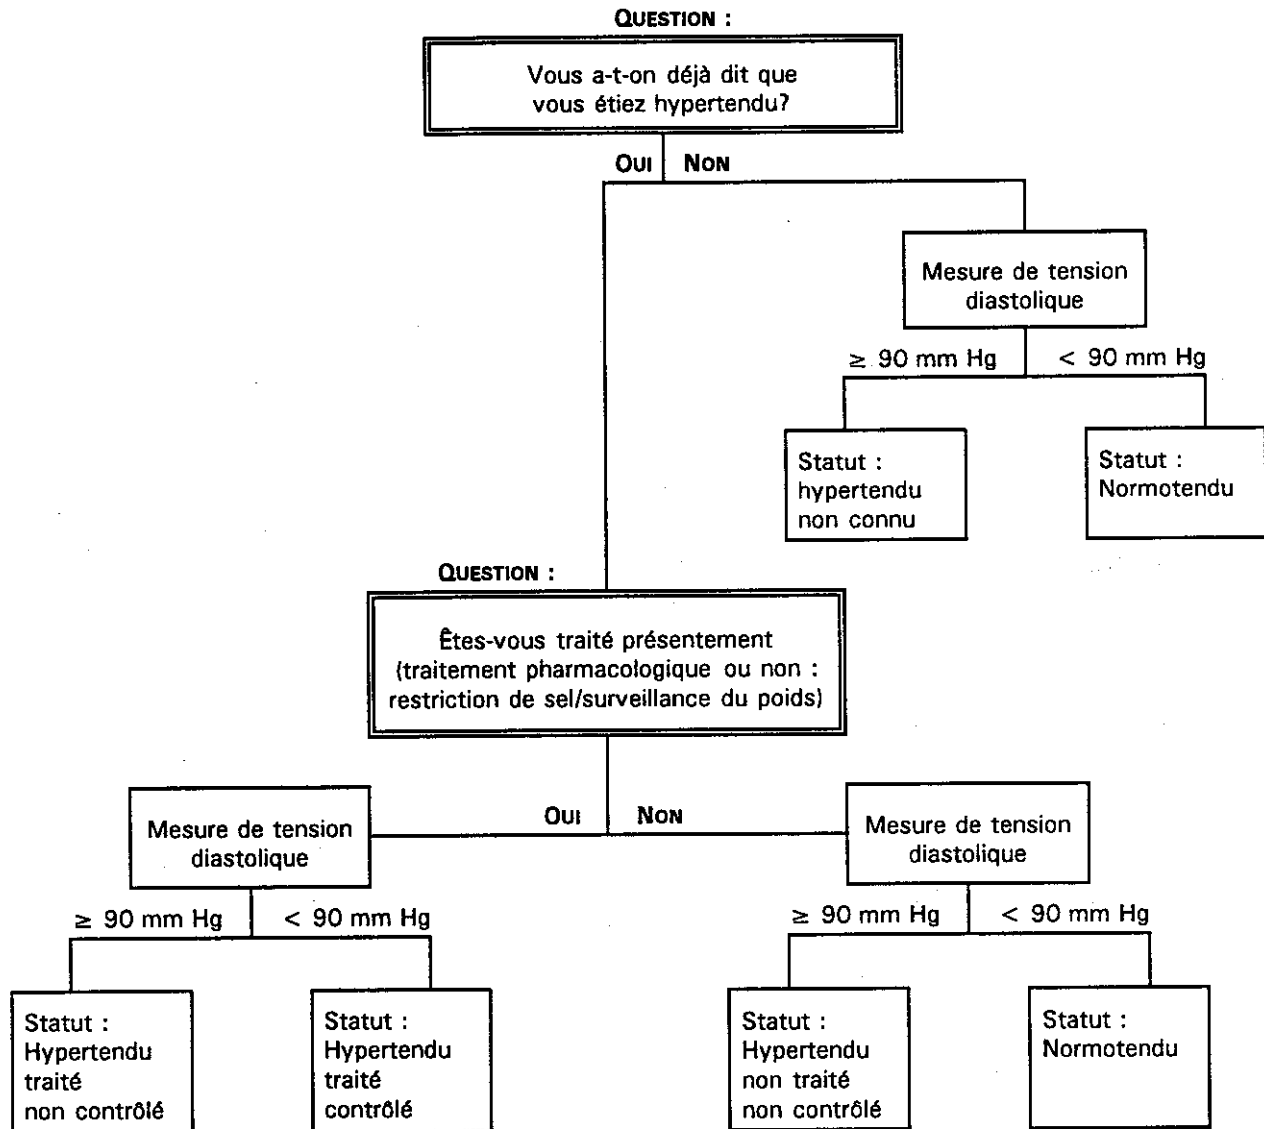 QUESTION :
Vous a-t-on déjà dit que
vous étiez hypertendu?
OUI NON
Mesure de tension
diastolique
≥ 90 mm Hg < 90 mm Hg
Statut :
hypertendu
non connu
Statut :
Normotendu
QUESTION :
Êtes-vous traité présentement
(traitement pharmacologique ou non :
restriction de sel/surveillance du poids)
OUI NON
Mesure de tension
diastolique
≥ 90 mm Hg < 90 mm Hg
Statut :
Hypertendu
traité
non contrôlé
Statut :
Hypertendu
traité
contrôlé
Mesure de tension
diastolique
≥ 90 mm Hg < 90 mm Hg
Statut :
Hypertendu
non traité
non contrôlé
Statut :
Normotendu